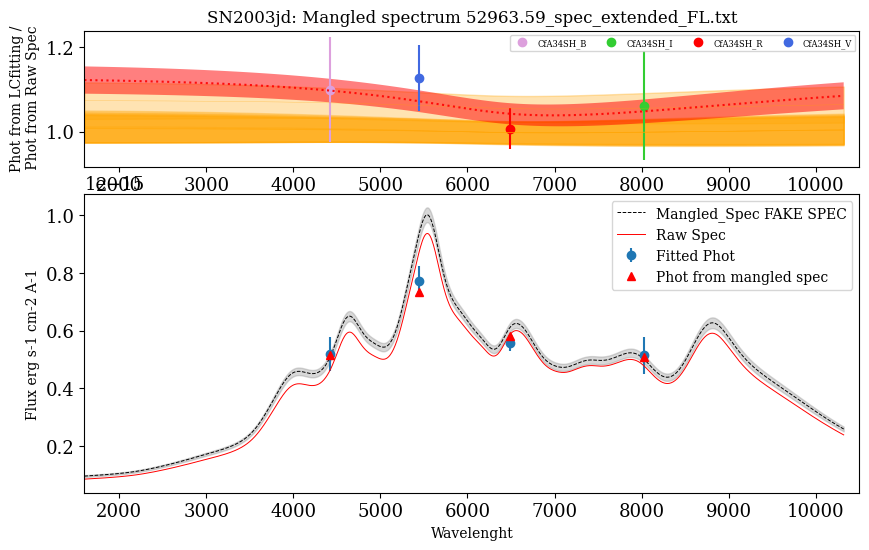 SN2003jd: Mangled spectrum 52963.59_spec_extended_FL.txt
Phot from LCfitting /
Phot from Raw Spec
1.2
1.0
CfA34SH_B
CfA34SH_I
CfA34SH_R
CfA34SH_V
2000 3000 4000 5000 6000 7000 8000 9000 10000
1e−15
Flux erg s-1 cm-2 A-1
1.0
0.8
0.6
0.4
0.2
Mangled_Spec FAKE SPEC
Raw Spec
Fitted Phot
Phot from mangled spec
2000 3000 4000 5000 6000 7000 8000 9000 10000
Wavelenght